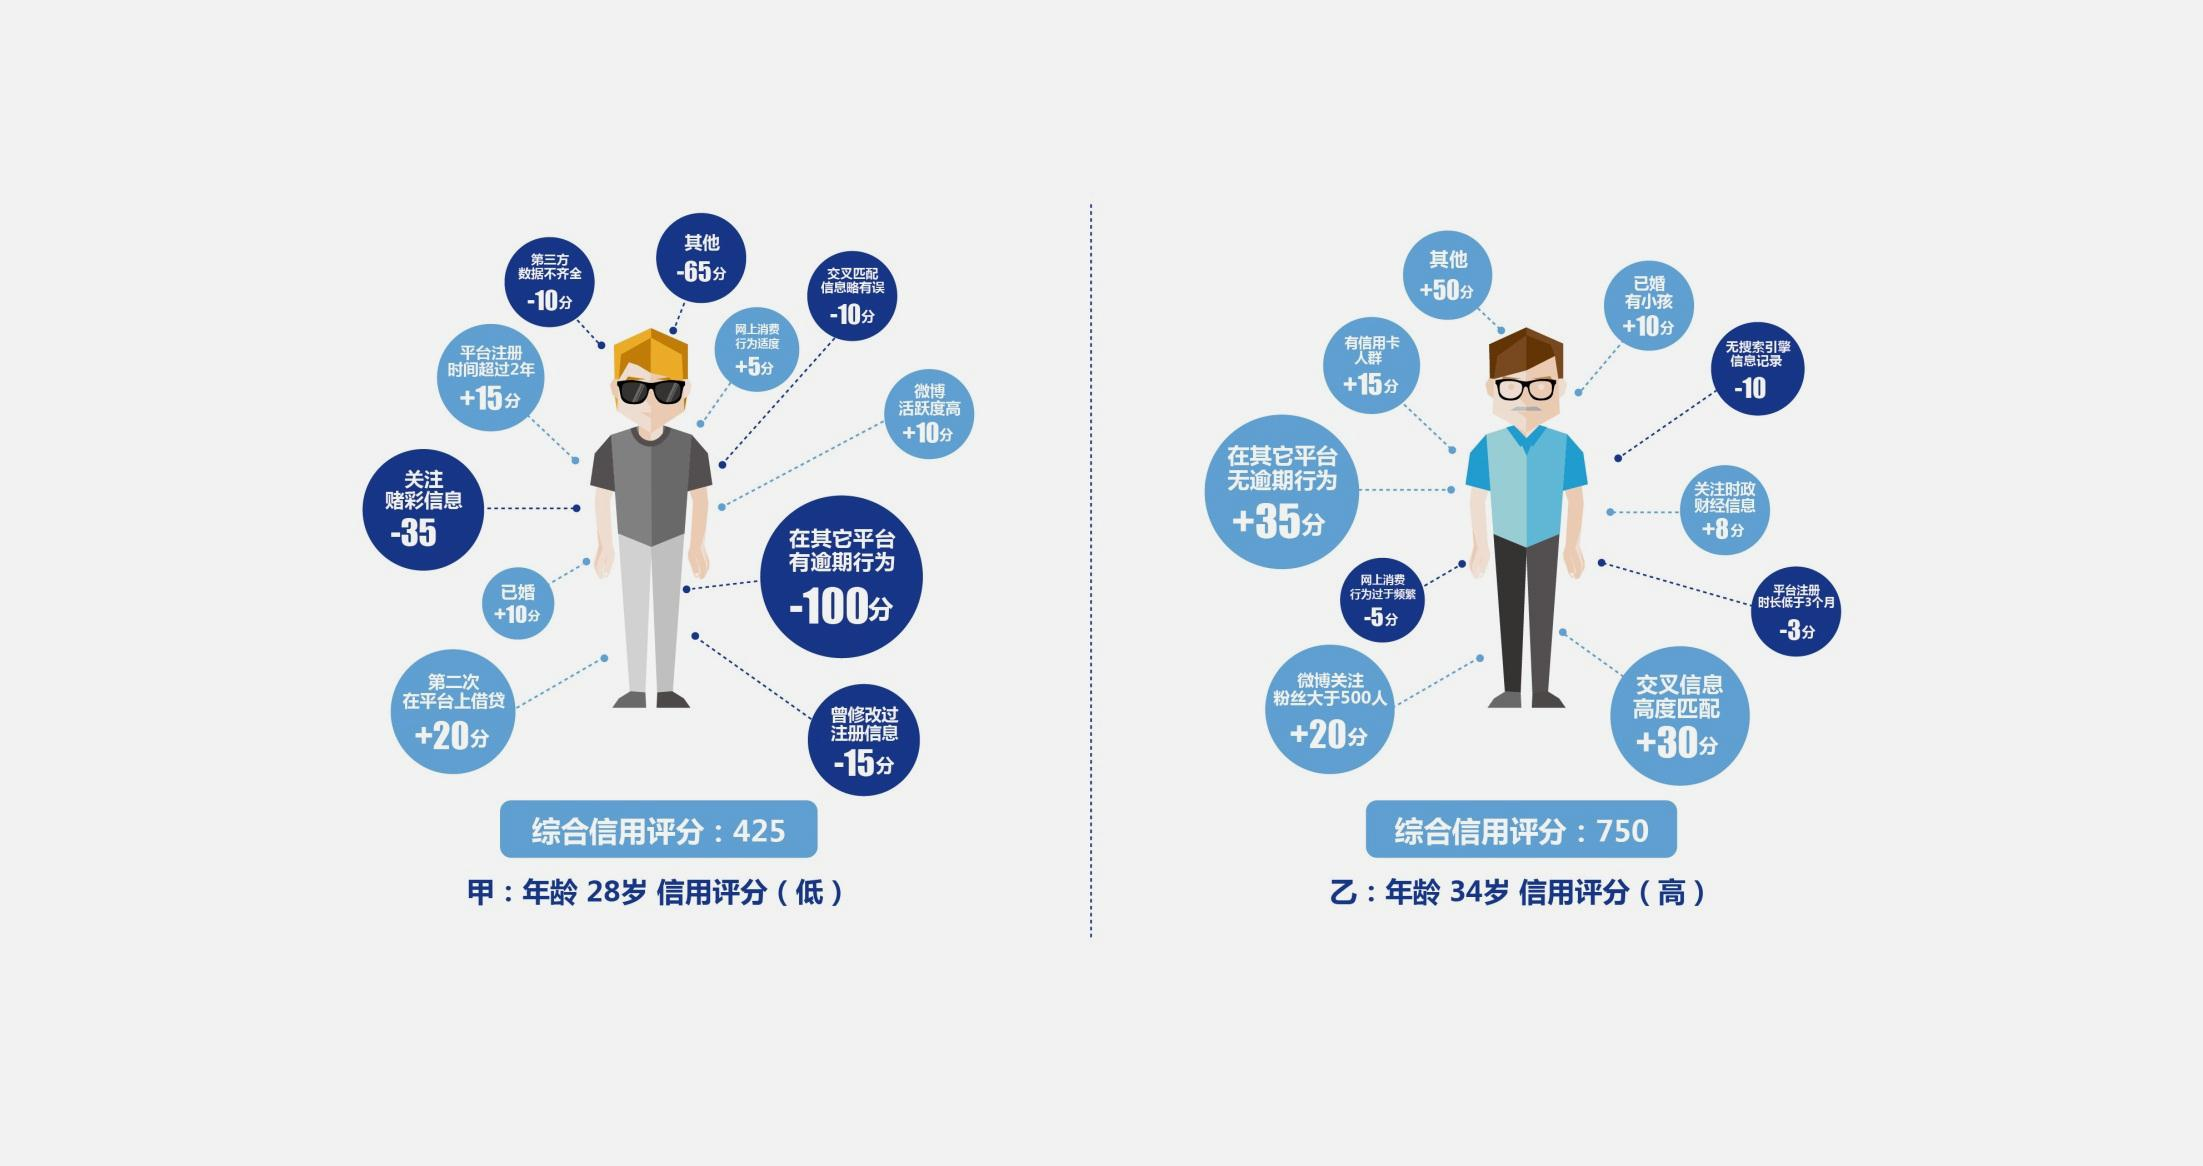 其他
-65分
第三方
数据不齐全
-10分
交叉匹配
信息略有误
-10分
网上消费
行为适度
+5分
平台注册
时间超过2年
+15分
微博
活跃度高
+10分
关注
赌彩信息
-35
在其它平台
有逾期行为
-100分
已婚
+10分
第二次
在平台上借贷
+20分
曾修改过
注册信息
-15分
综合信用评分：425
甲：年龄 28岁 信用评分（低）
其他
+50分
已婚
有小孩
+10分
有信用卡
人群
+15分
无搜索引擎
信息记录
-10
在其它平台
无逾期行为
+35分
关注时政
财经信息
+8分
网上消费
行为过于频繁
-5分
平台注册
时长低于3个月
-3分
微博关注
粉丝大于500人
+20分
交叉信息
高度匹配
+30分
综合信用评分：750
乙：年龄 34岁 信用评分（高）